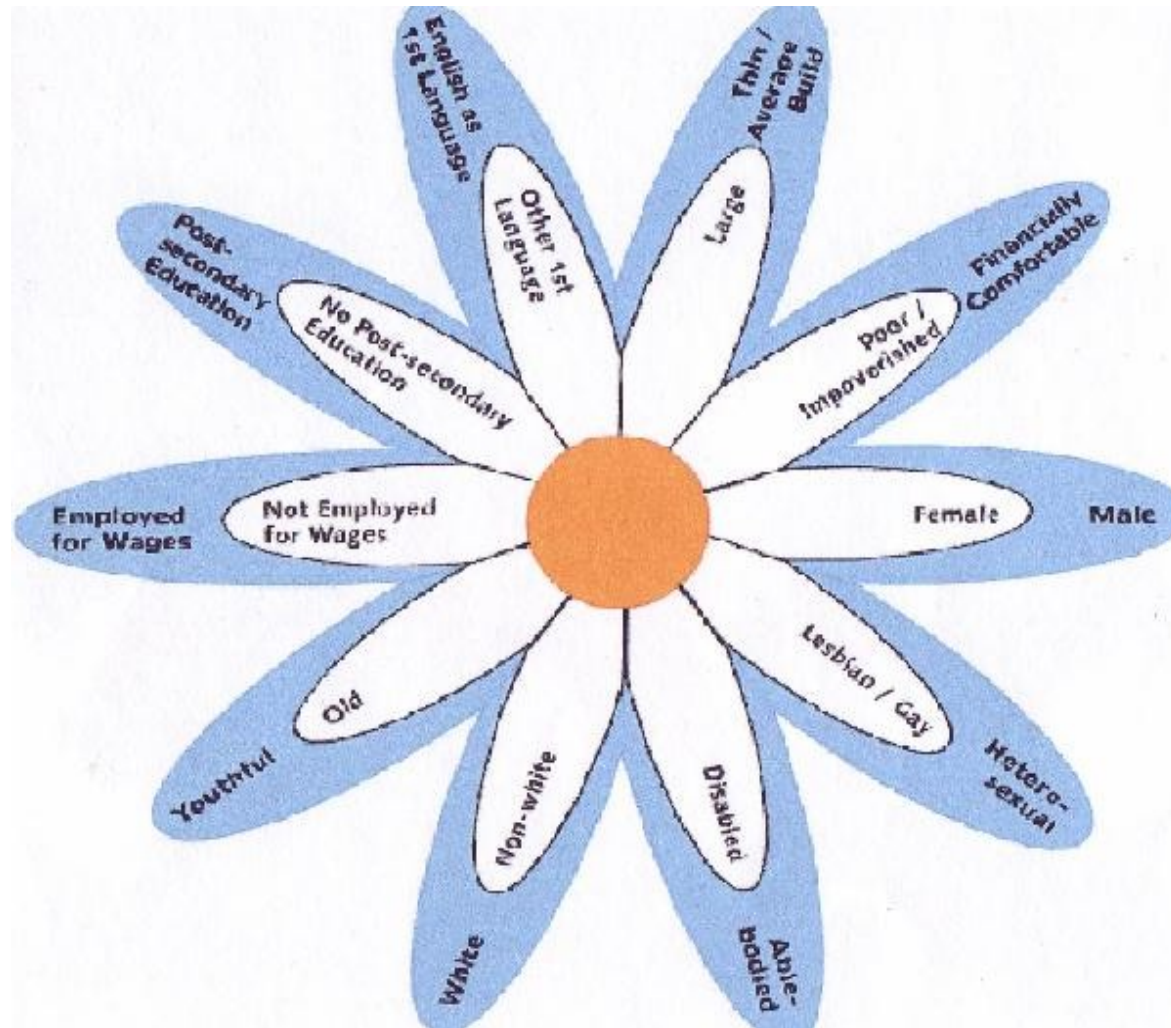 English as
1st Language
Other 1st
Language
Thin /
Average
Build
Large
Financially
Comfortable
Poor /
Impoverished
Male
Female
Hetero-
sexual
Lesbian / Gay
Able-
bodied
Disabled
White
Non-white
Youthful
Old
Employed
for Wages
Not Employed
for Wages
Post-
secondary
Education
No Post-secondary
Education